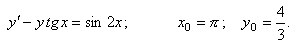 y′ − y tg x = sin 2x; x₀ = π; y₀ = 4/3.